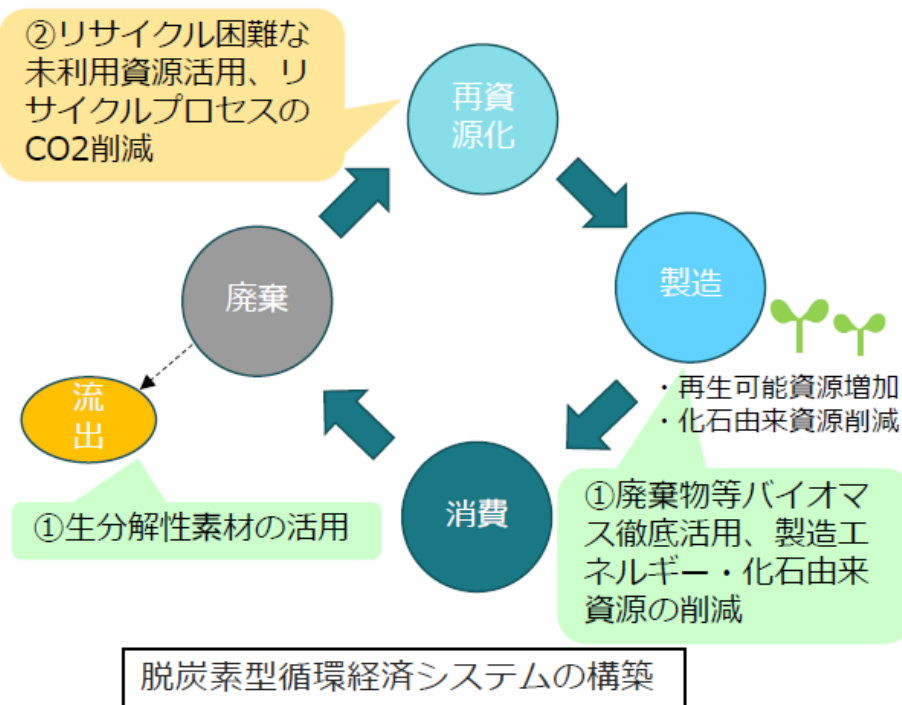 ②リサイクル困難な
未利用資源活用、リ
サイクルプロセスの
CO2削減
再資
源化
製造
廃棄
・再生可能資源増加
・化石由来資源削減
流
出
消費
①生分解性素材の活用
①廃棄物等バイオマ
ス徹底活用、製造エ
ネルギー・化石由来
資源の削減
脱炭素型循環経済システムの構築